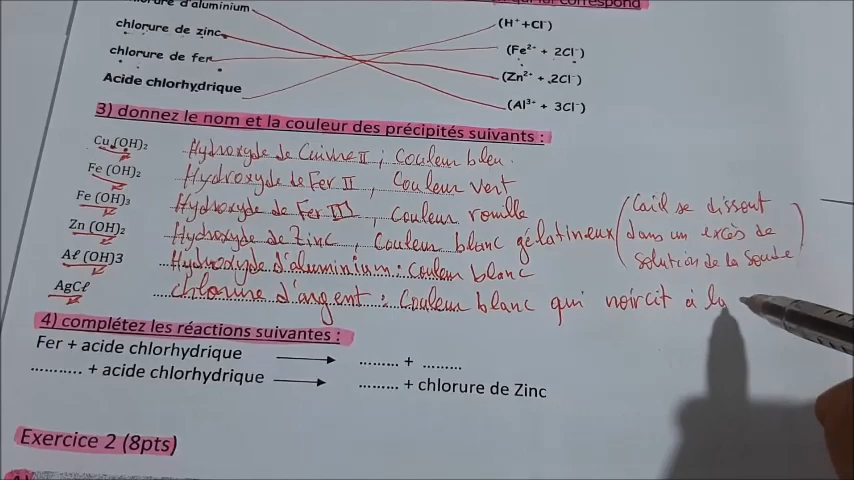 d'aluminium
correspond
chlorure de zinc
(H⁺+Cl⁻)
chlorure de fer
(Fe²⁺ + 2Cl⁻)
Acide chlorhydrique
(Zn²⁺ + 2Cl⁻)
(Al³⁺ + 3Cl⁻)
3) donnez le nom et la couleur des précipités suivants :
Cu (OH)₂ Hydroxyde de Cuivre II ; Couleur bleu.
Fe (OH)₂ Hydroxyde de Fer II , Couleur vert
Fe (OH)₃ Hydroxyde de Fer III , Couleur rouille
Zn (OH)₂ Hydroxyde de Zinc , Couleur blanc gélatineux
(Cail se dissout
dans un excès de
solution de la Soude)
Aℓ (OH)3 Hydroxyde d'aluminium : Couleur blanc
AgCℓ chlorure d'argent : Couleur blanc qui noircit à la
4) complétez les réactions suivantes :
Fer + acide chlorhydrique → ......... + .........
........... + acide chlorhydrique → ......... + chlorure de Zinc
Exercice 2 (8pts)